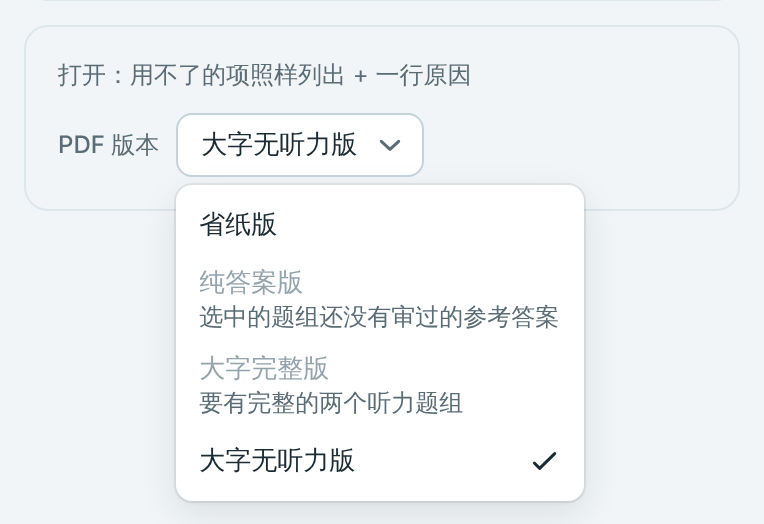 打开：用不了的项照样列出 + 一行原因
PDF 版本
大字无听力版
省纸版
纯答案版
选中的题组还没有审过的参考答案
大字完整版
要有完整的两个听力题组
大字无听力版